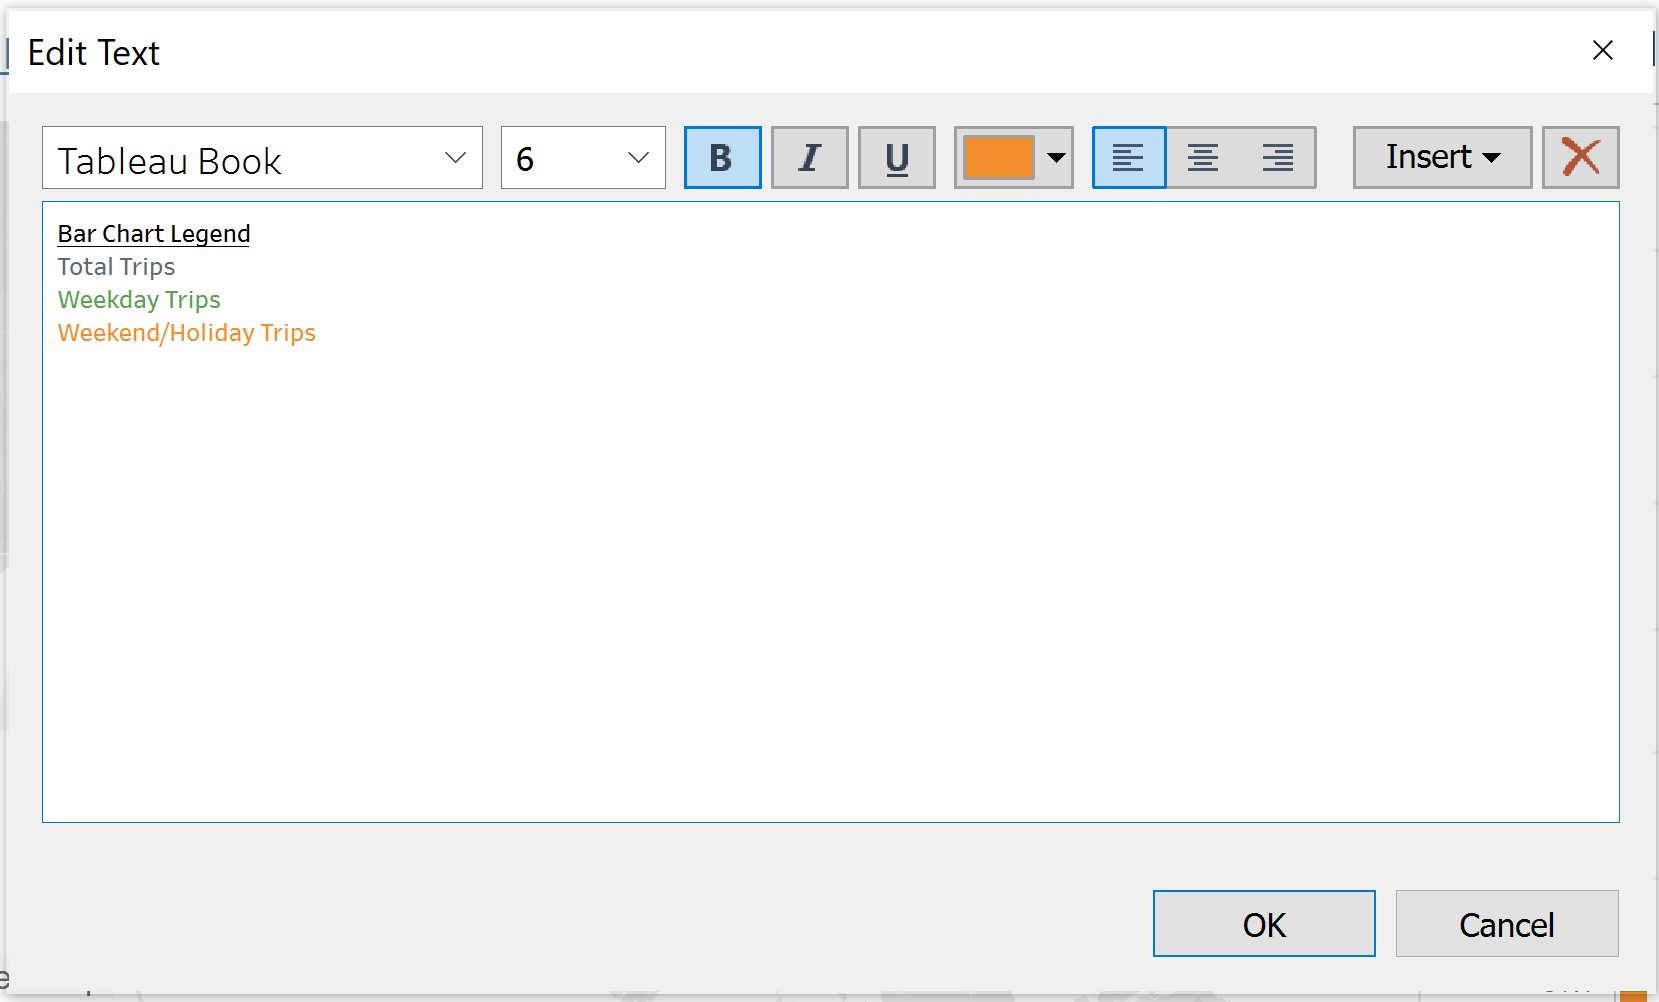 Edit Text
Tableau Book
6
B I U
Insert
Bar Chart Legend
Total Trips
Weekday Trips
Weekend/Holiday Trips
OK
Cancel